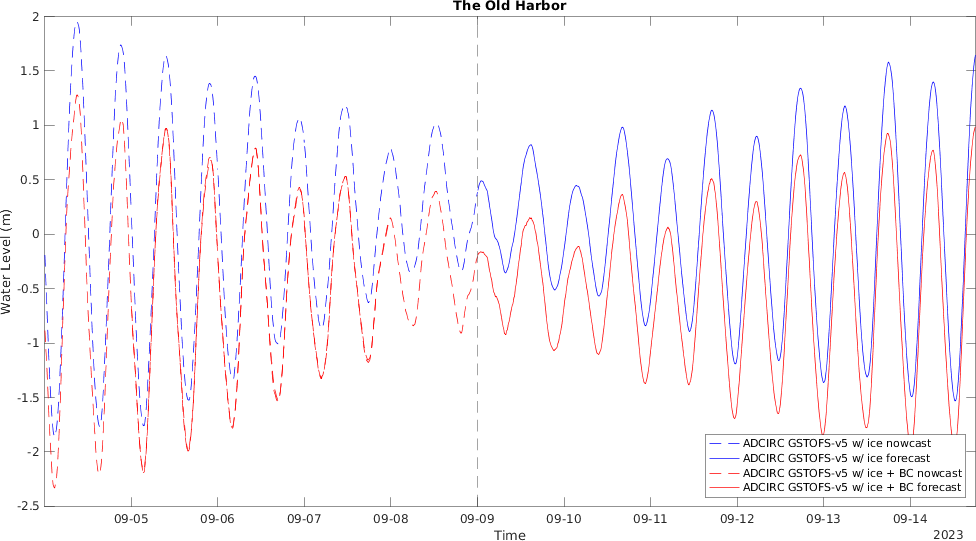 The Old Harbor
2
1.5
1
0.5
0
-0.5
-1
-1.5
-2
-2.5
Water Level (m)
ADCIRC GSTOFS-v5 w/ ice nowcast
ADCIRC GSTOFS-v5 w/ ice forecast
ADCIRC GSTOFS-v5 w/ ice + BC nowcast
ADCIRC GSTOFS-v5 w/ ice + BC forecast
09-05 09-06 09-07 09-08 09-09 09-10 09-11 09-12 09-13 09-14
Time
2023